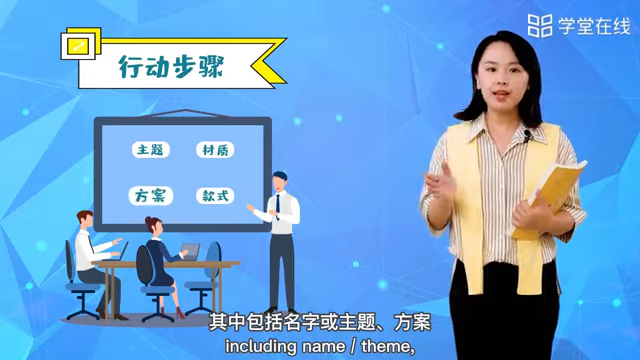 学堂在线
行动步骤
主题 材质
方案 款式
其中包括名字或主题、方案
including name / theme,